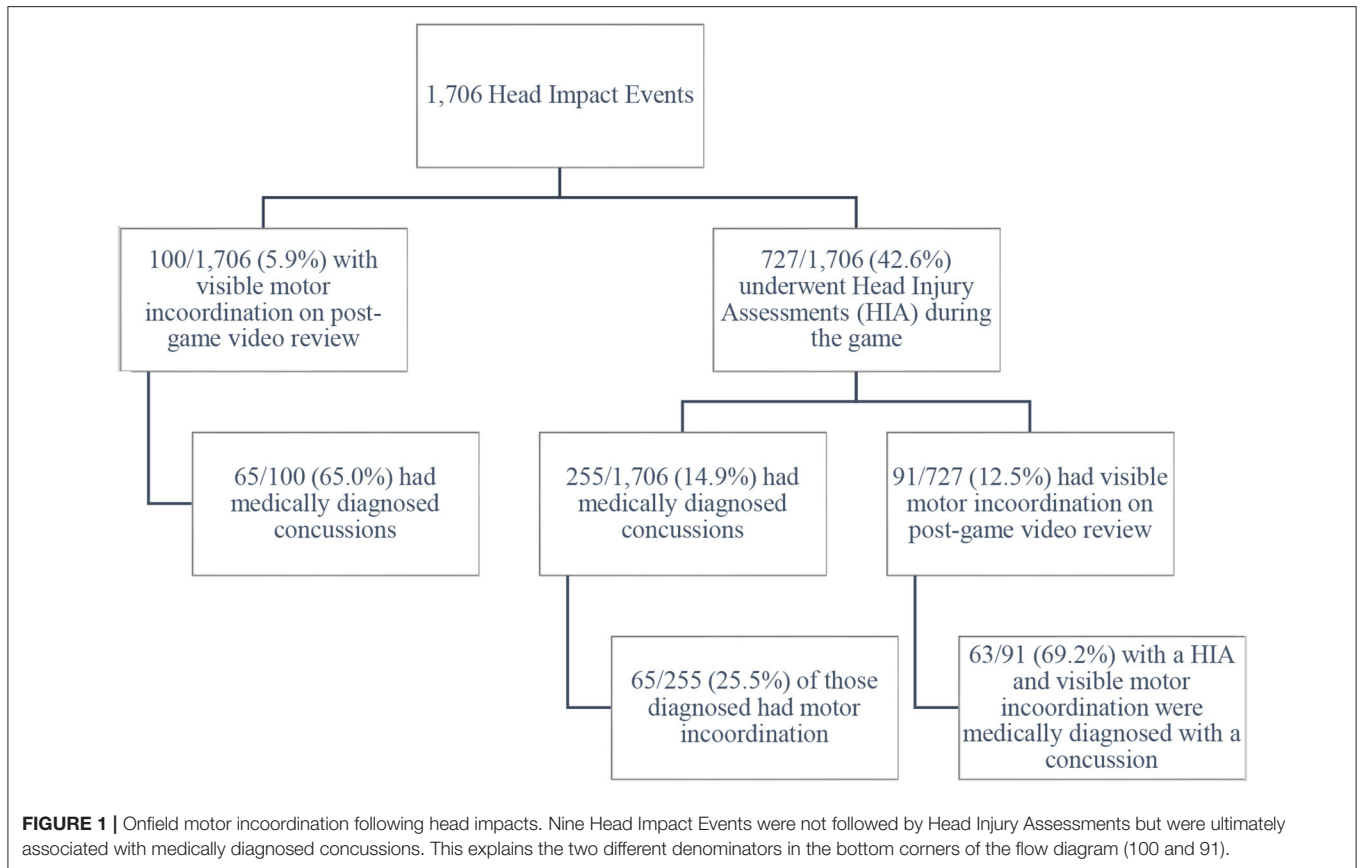 1,706 Head Impact Events
100/1,706 (5.9%) with
visible motor
incoordination on post-
game video review
727/1,706 (42.6%)
underwent Head Injury
Assessments (HIA) during
the game
65/100 (65.0%) had
medically diagnosed
concussions
255/1,706 (14.9%) had
medically diagnosed
concussions
91/727 (12.5%) had visible
motor incoordination on
post-game video review
65/255 (25.5%) of those
diagnosed had motor
incoordination
63/91 (69.2%) with a HIA
and visible motor
incoordination were
medically diagnosed with a
concussion
FIGURE 1 | Onfield motor incoordination following head impacts. Nine Head Impact Events were not followed by Head Injury Assessments but were ultimately
associated with medically diagnosed concussions. This explains the two different denominators in the bottom corners of the flow diagram (100 and 91).